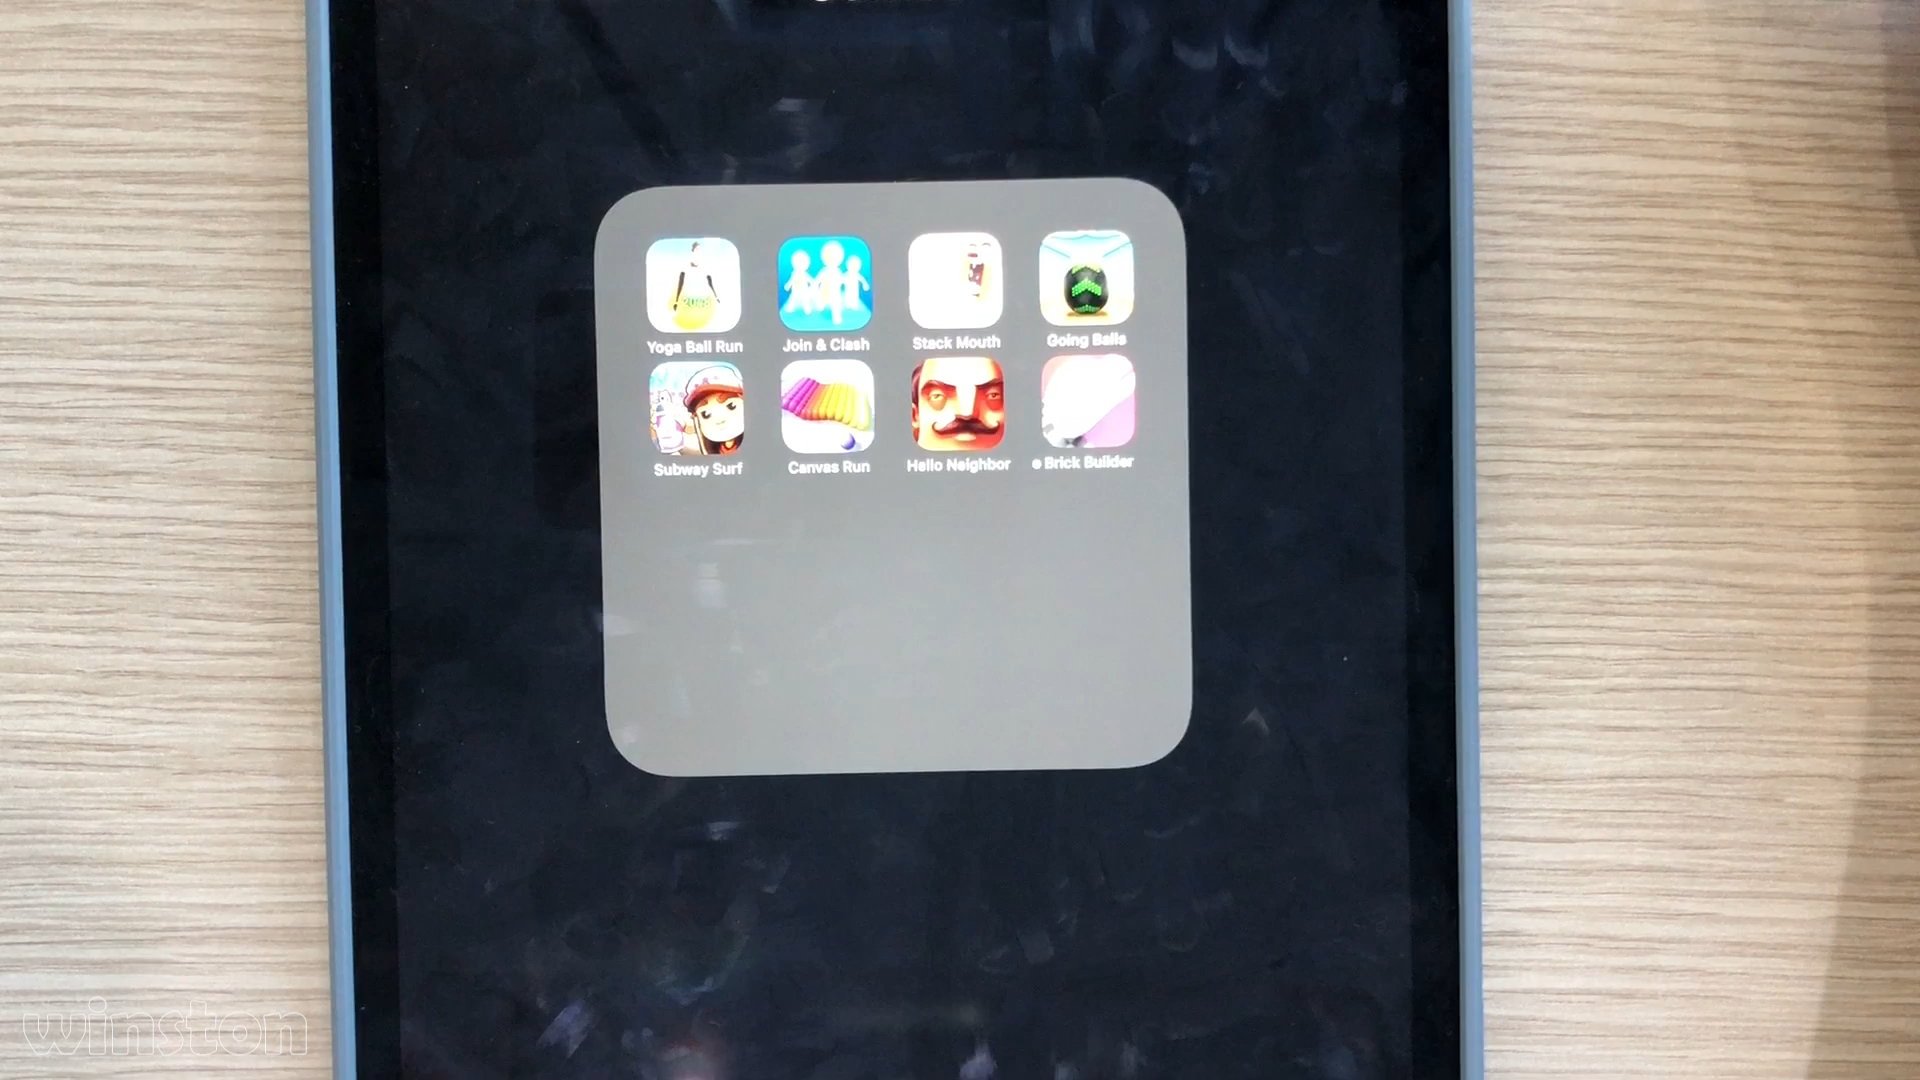 Yoga Ball Run Join & Clash Stack Mouth Going Balls
Subway Surf Canvas Run Hello Neighbor Brick Builder
winston